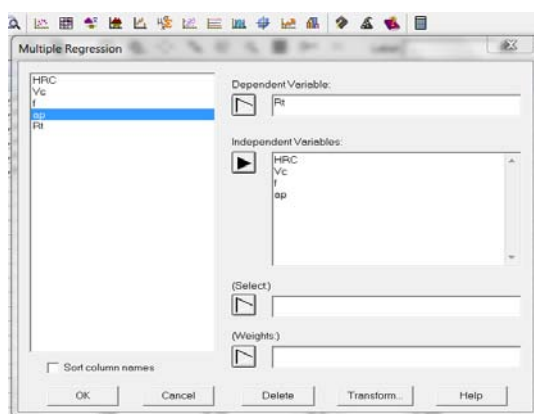 Multiple Regression
HRC
Vc
f
ap
Rt
Dependent Variable:
Rt
Independent Variables:
HRC
Vc
f
ap
(Select:)
(Weights:)
Sort column names
OK
Cancel
Delete
Transform...
Help